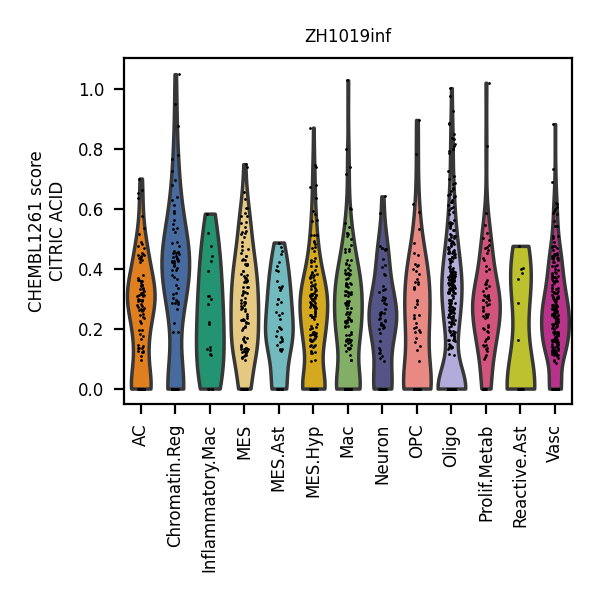 ZH1019inf
CHEMBL1261 score
CITRIC ACID
1.0
0.8
0.6
0.4
0.2
0.0
AC
Chromatin.Reg
Inflammatory.Mac
MES
MES.Ast
MES.Hyp
Mac
Neuron
OPC
Oligo
Prolif.Metab
Reactive.Ast
Vasc